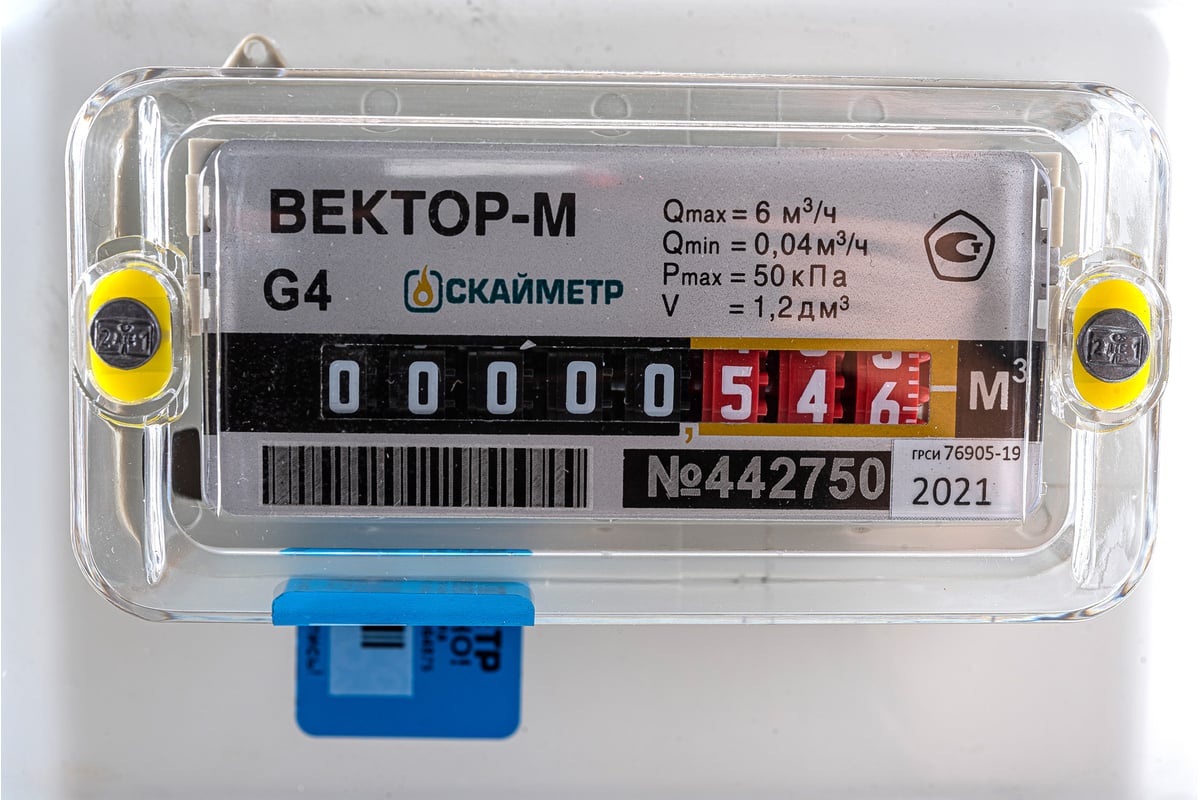 ВЕКТОР-М
G4
СКАЙМЕТР
Qmax = 6 м³/ч
Qmin = 0,04 м³/ч
Pmax = 50 кПа
V = 1,2 дм³
00000,546 М³
№442750
ГРСИ 76905-19
2021